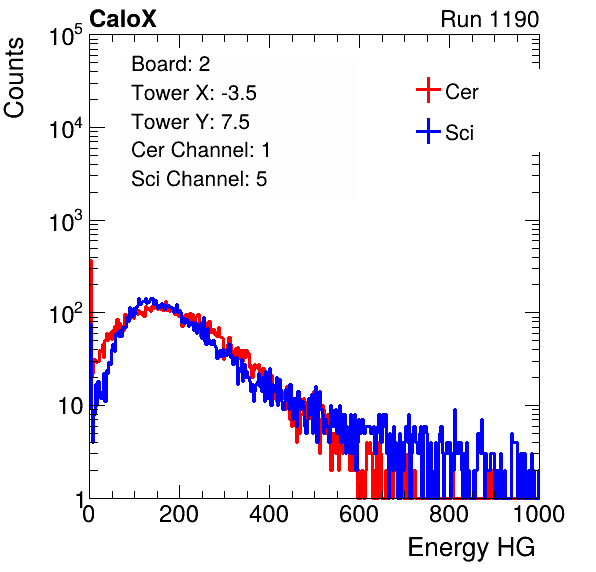 CaloX Run 1190
Counts
10^5
10^4
10^3
10^2
10
1
Board: 2
Tower X: -3.5
Tower Y: 7.5
Cer Channel: 1
Sci Channel: 5
Cer
Sci
0 200 400 600 800 1000
Energy HG